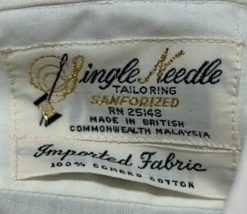 Single Needle
TAILORING
SANFORIZED
RN 25148
MADE IN BRITISH
COMMONWEALTH MALAYSIA
Imported Fabric
100% COMBED COTTON